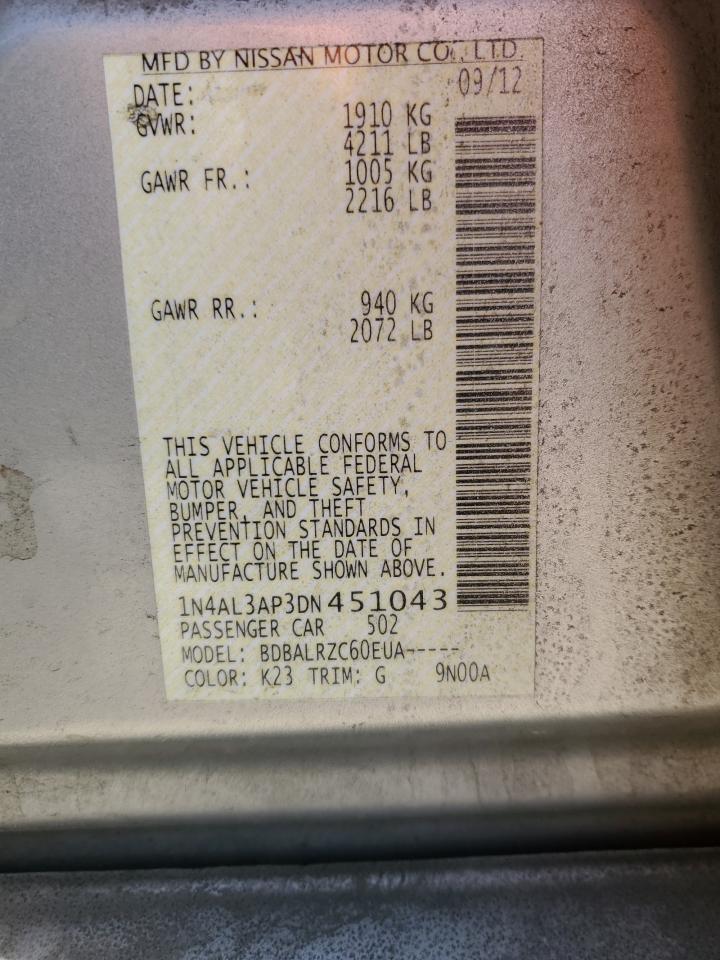 MFD BY NISSAN MOTOR CO., LTD.
DATE: 09/12
GVWR: 1910 KG
4211 LB
GAWR FR.: 1005 KG
2216 LB
GAWR RR.: 940 KG
2072 LB
THIS VEHICLE CONFORMS TO
ALL APPLICABLE FEDERAL
MOTOR VEHICLE SAFETY,
BUMPER, AND THEFT
PREVENTION STANDARDS IN
EFFECT ON THE DATE OF
MANUFACTURE SHOWN ABOVE.
1N4AL3AP3DN451043
PASSENGER CAR 502
MODEL: BDBALRZC60EUA-----
COLOR: K23 TRIM: G 9N00A